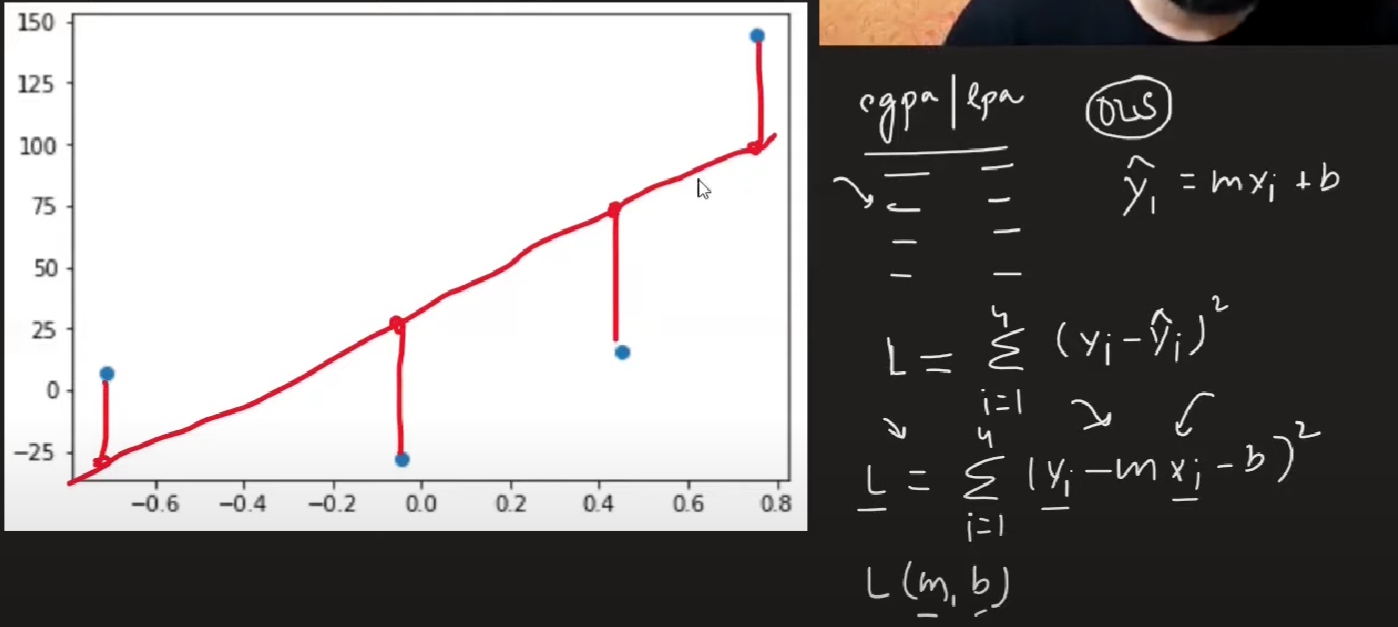 150
125
100
75
50
25
0
−25
−0.6 −0.4 −0.2 0.0 0.2 0.4 0.6 0.8
cgpa | lpa
OLS
ŷi = mxi + b
4
L = Σ (yi − ŷi)²
i=1
4
L = Σ (yi − mxi − b)²
i=1
L(m, b)